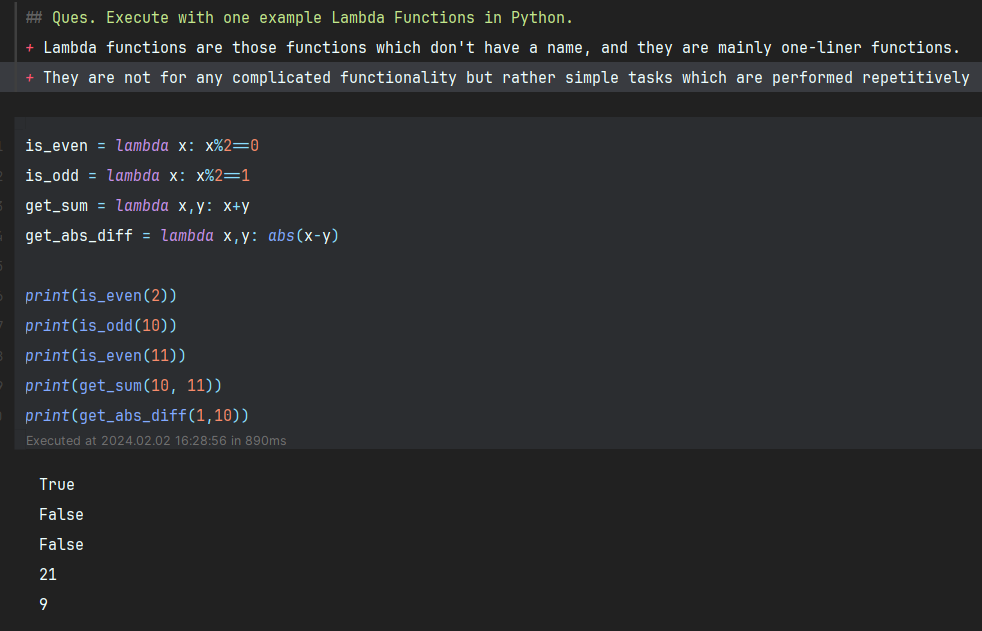 ## Ques. Execute with one example Lambda Functions in Python.
+ Lambda functions are those functions which don't have a name, and they are mainly one-liner functions.
+ They are not for any complicated functionality but rather simple tasks which are performed repetitively
is_even = lambda x: x%2==0
is_odd = lambda x: x%2==1
get_sum = lambda x,y: x+y
get_abs_diff = lambda x,y: abs(x-y)
print(is_even(2))
print(is_odd(10))
print(is_even(11))
print(get_sum(10, 11))
print(get_abs_diff(1,10))
Executed at 2024.02.02 16:28:56 in 890ms
True
False
False
21
9